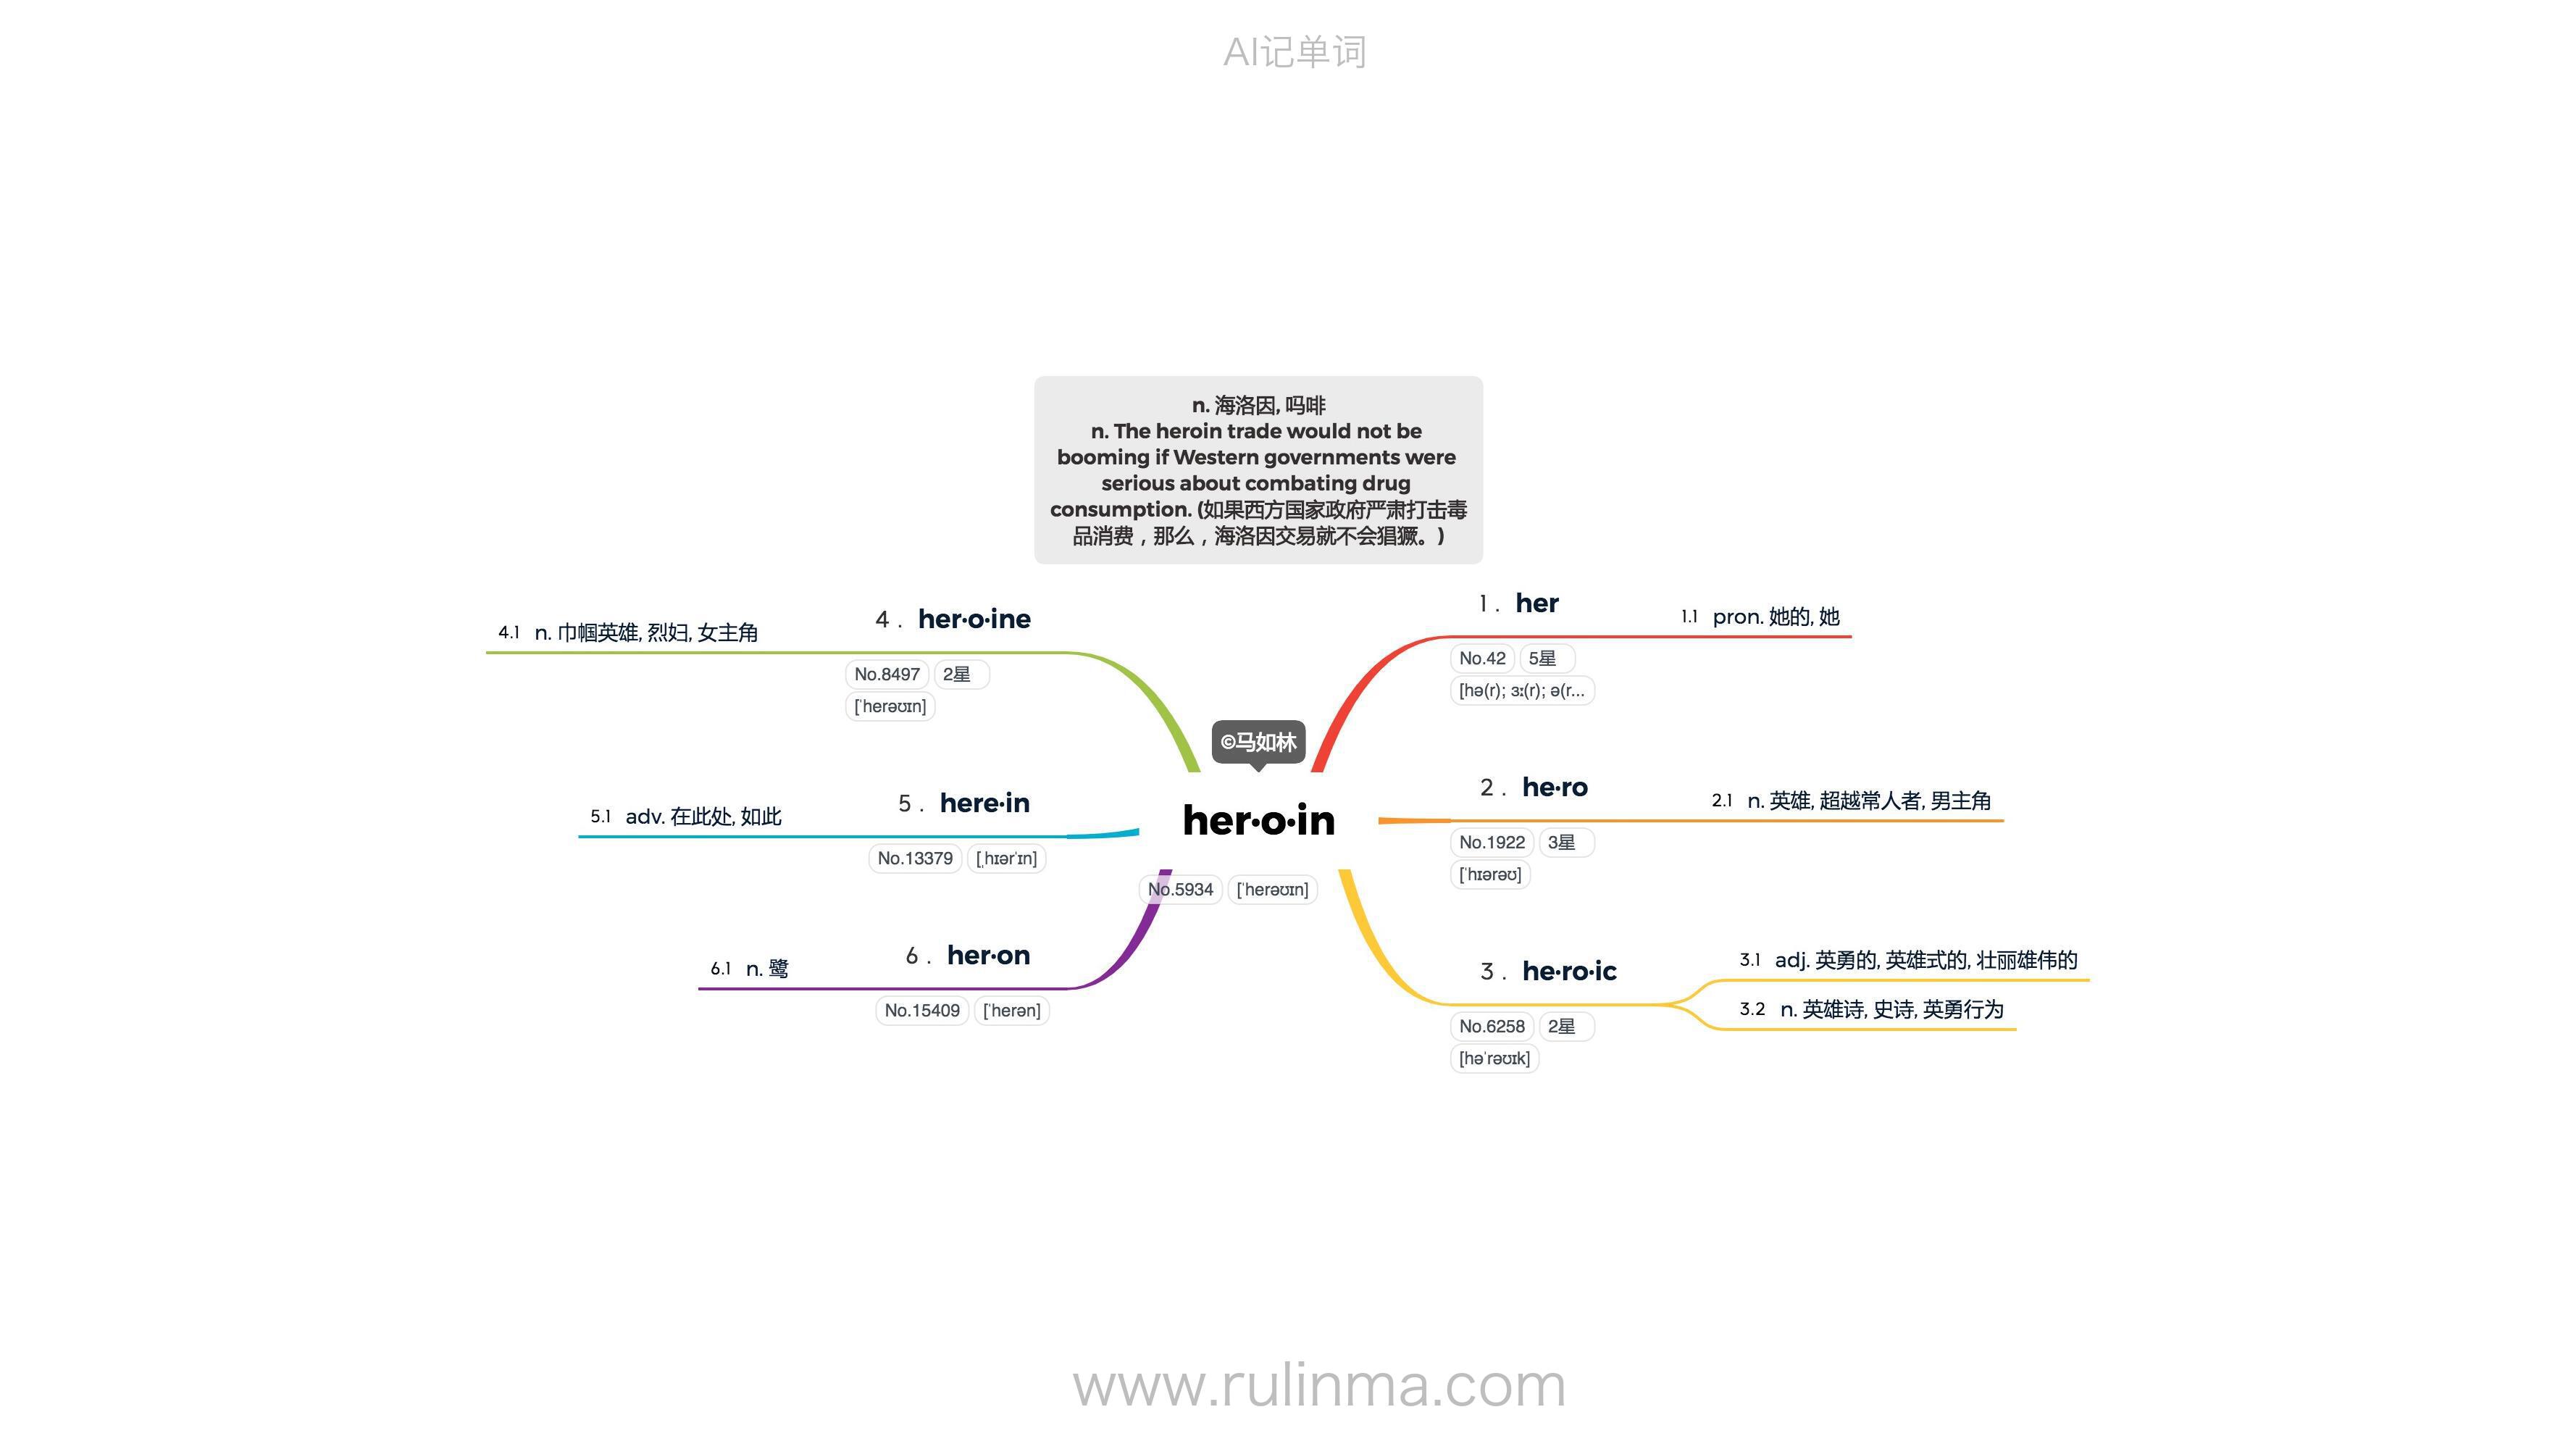 AI记单词
n. 海洛因, 吗啡
n. The heroin trade would not be
booming if Western governments were
serious about combating drug
consumption. (如果西方国家政府严肃打击毒
品消费，那么，海洛因交易就不会猖獗。)
©马如林
her·o·in
No.5934 [ˈherəʊɪn]
1. her
No.42 5星
[hə(r); ɜː(r); ə(r...
1.1 pron. 她的, 她
2. he·ro
No.1922 3星
[ˈhɪərəʊ]
2.1 n. 英雄, 超越常人者, 男主角
3. he·ro·ic
No.6258 2星
[həˈrəʊɪk]
3.1 adj. 英勇的, 英雄式的, 壮丽雄伟的
3.2 n. 英雄诗, 史诗, 英勇行为
4. her·o·ine
No.8497 2星
[ˈherəʊɪn]
4.1 n. 巾帼英雄, 烈妇, 女主角
5. here·in
No.13379 [ˌhɪərˈɪn]
5.1 adv. 在此处, 如此
6. her·on
No.15409 [ˈherən]
6.1 n. 鹭
www.rulinma.com